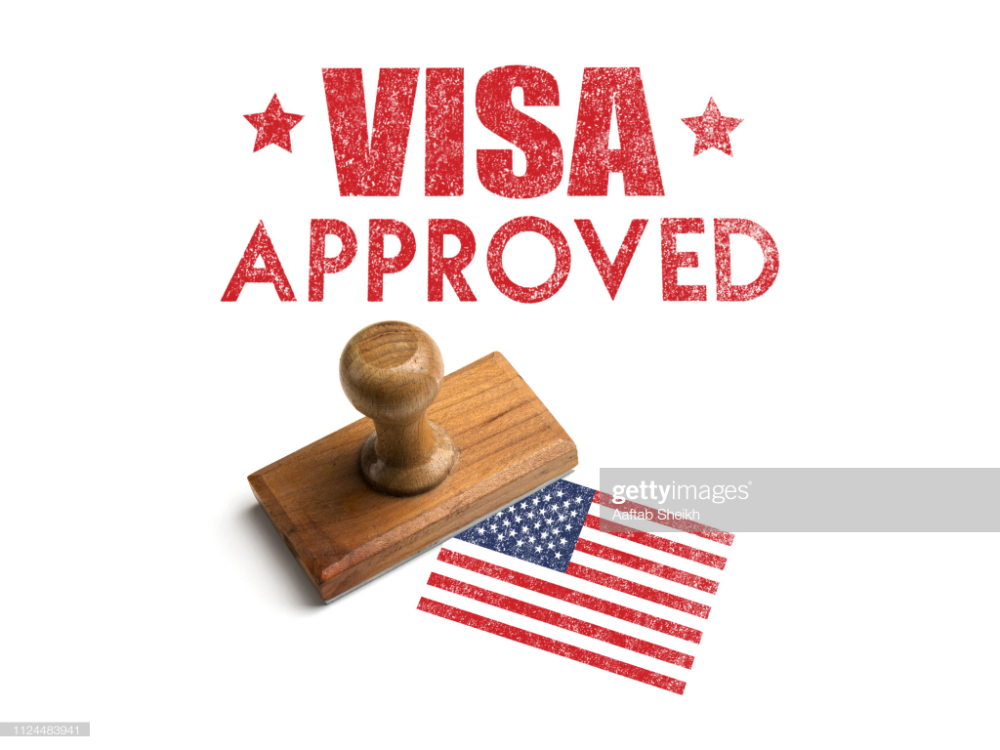 VISA
APPROVED
gettyimages®
Aaftab Sheikh
1124483941